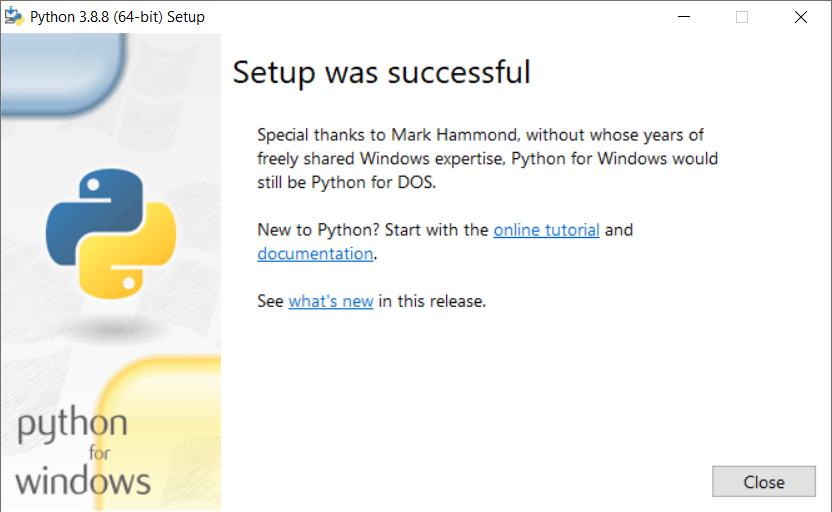 Python 3.8.8 (64-bit) Setup
Setup was successful
Special thanks to Mark Hammond, without whose years of
freely shared Windows expertise, Python for Windows would
still be Python for DOS.
New to Python? Start with the online tutorial and
documentation.
See what's new in this release.
python
for
windows
Close